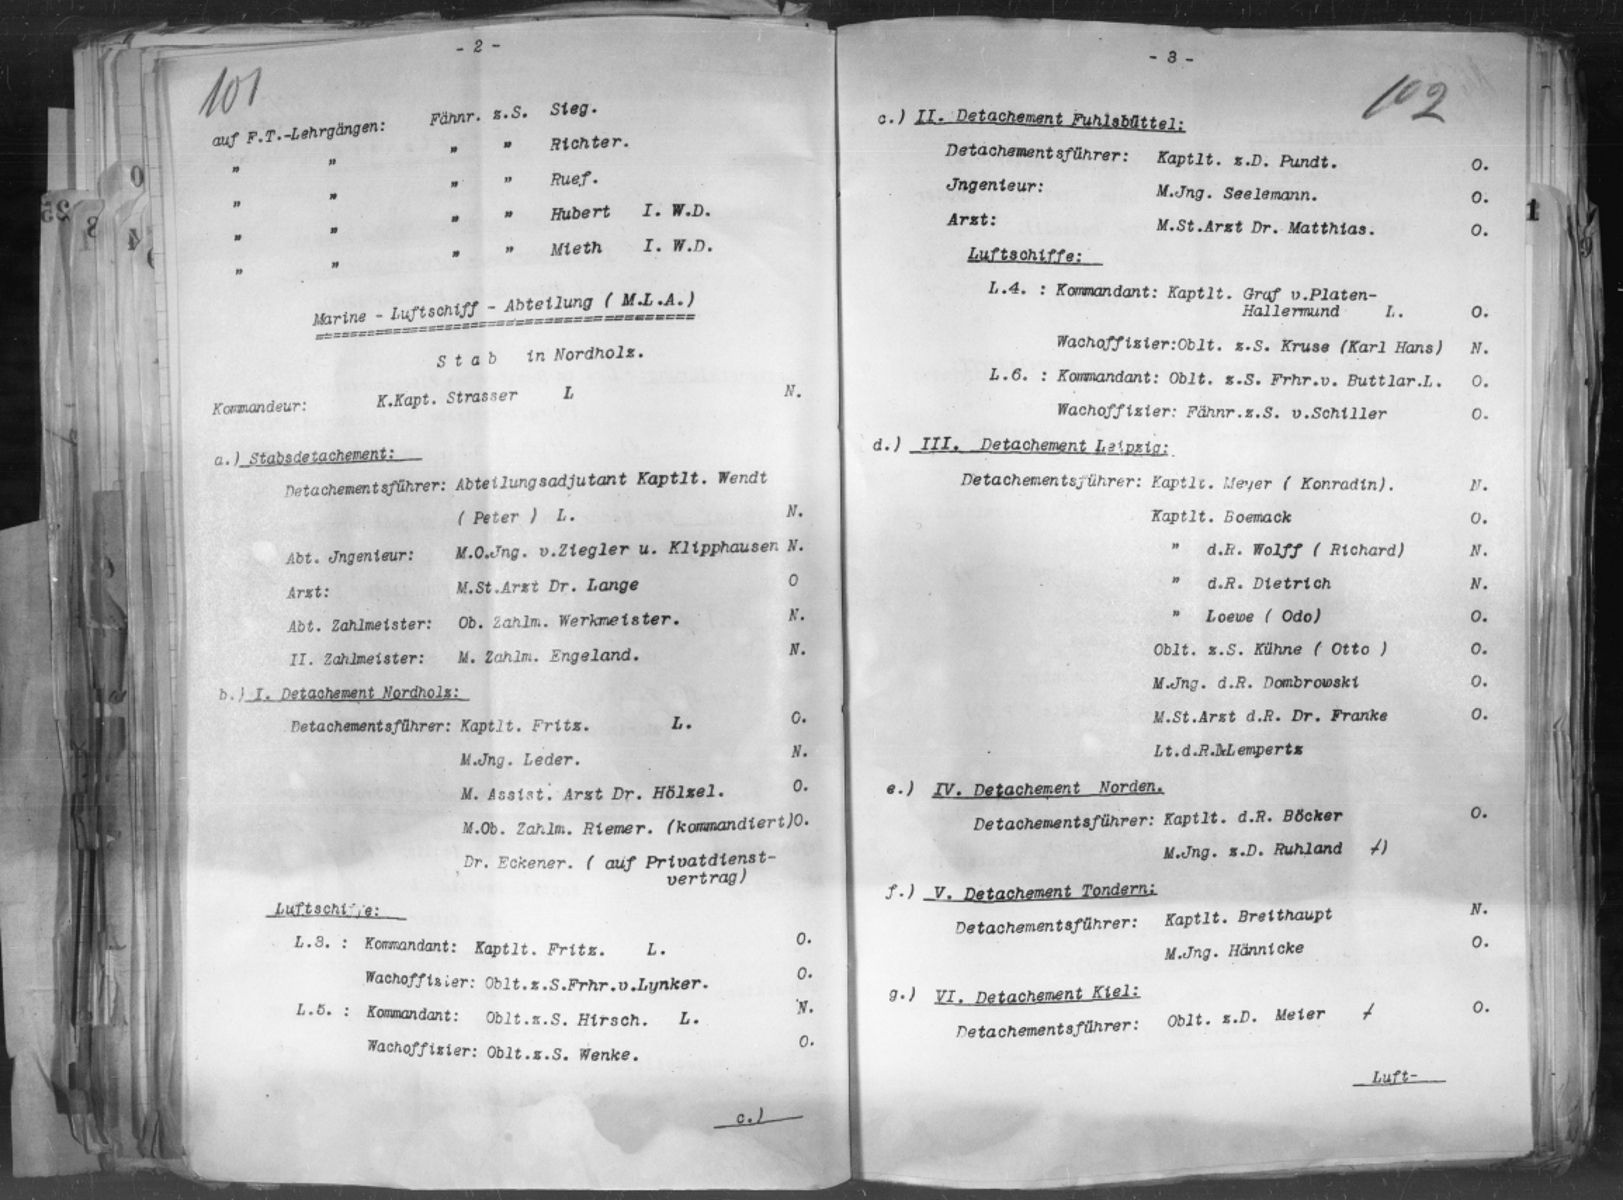 - 2 -
101
auf F.T.-Lehrgängen: Fähnr. z.S. Sieg.
" " " " Richter.
" " " " Ruef.
" " " " Hubert I. W.D.
" " " " Mieth I. W.D.
Marine - Luftschiff - Abteilung ( M.L.A.)
S t a b in Nordholz.
Kommandeur: K.Kapt. Strasser L N.
a.) Stabsdetachement:
Detachementsführer: Abteilungsadjutant Kaptlt. Wendt
( Peter ) L. N.
Abt. Jngenieur: M.O.Jng. v.Ziegler u. Klipphausen N.
Arzt: M.St.Arzt Dr. Lange O
Abt. Zahlmeister: Ob. Zahlm. Werkmeister. N.
II. Zahlmeister: M. Zahlm. Engeland. N.
b.) I. Detachement Nordholz:
Detachementsführer: Kaptlt. Fritz. L. O.
M.Jng. Leder. N.
M. Assist. Arzt Dr. Hölzel. O.
M.Ob. Zahlm. Riemer. (kommandiert)O.
Dr. Eckener. ( auf Privatdienst-
vertrag)
Luftschiffe:
L.3. : Kommandant: Kaptlt. Fritz. L. O.
Wachoffizier: Oblt.z.S.Frhr.v.Lynker. O.
L.5. : Kommandant: Oblt.z.S. Hirsch. L. N.
Wachoffizier: Oblt.z.S. Wenke. O.
c.)
- 3 -
102
c.) II. Detachement Fuhlsbüttel:
Detachementsführer: Kaptlt. z.D. Pundt. O.
Jngenieur: M.Jng. Seelemann. O.
Arzt: M.St.Arzt Dr. Matthias. O.
Luftschiffe:
L.4. : Kommandant: Kaptlt. Graf v.Platen-
Hallermund L. O.
Wachoffizier:Oblt. z.S. Kruse (Karl Hans) N.
L.6. : Kommandant: Oblt. z.S. Frhr.v. Buttlar.L. O.
Wachoffizier: Fähnr.z.S. v.Schiller O.
d.) III. Detachement Leipzig:
Detachementsführer: Kaptlt. Meyer ( Konradin). N.
Kaptlt. Boemack O.
" d.R. Wolff ( Richard) N.
" d.R. Dietrich N.
" Loewe ( Odo) O.
Oblt. z.S. Kühne ( Otto ) O.
M.Jng. d.R. Dombrowski O.
M.St.Arzt d.R. Dr. Franke O.
Lt.d.R. Lempertz
e.) IV. Detachement Norden.
Detachementsführer: Kaptlt. d.R. Böcker O.
M.Jng. z.D. Ruhland +)
f.) V. Detachement Tondern:
Detachementsführer: Kaptlt. Breithaupt N.
M.Jng. Hännicke O.
g.) VI. Detachement Kiel:
Detachementsführer: Oblt. z.D. Meier + O.
Luft-